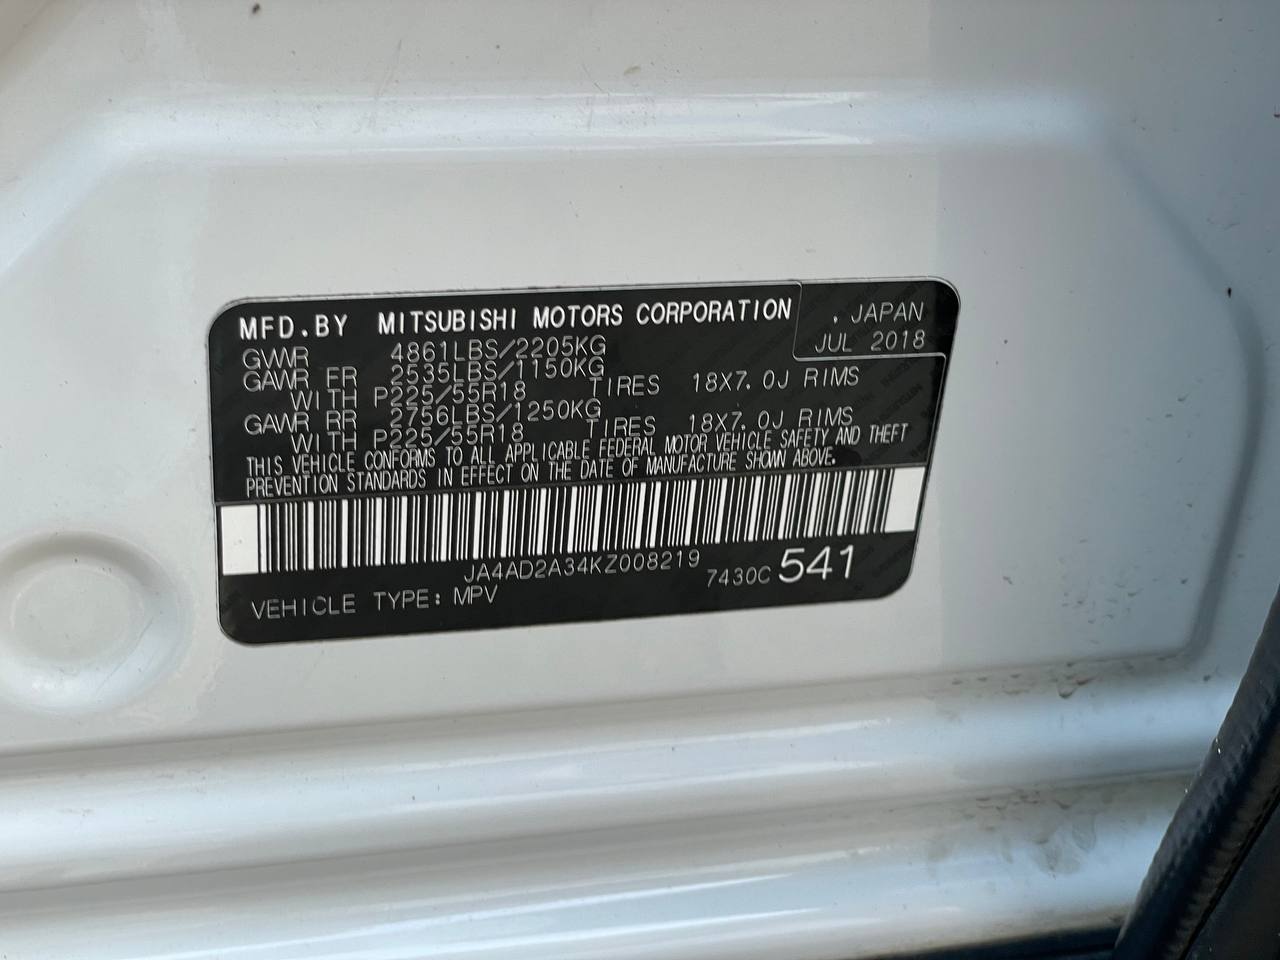 MFD.BY MITSUBISHI MOTORS CORPORATION
. JAPAN
JUL 2018
GVWR 4861LBS/2205KG
GAWR FR 2535LBS/1150KG
WITH P225/55R18 TIRES 18X7.0J RIMS
GAWR RR 2756LBS/1250KG
WITH P225/55R18 TIRES 18X7.0J RIMS
THIS VEHICLE CONFORMS TO ALL APPLICABLE FEDERAL MOTOR VEHICLE SAFETY AND THEFT
PREVENTION STANDARDS IN EFFECT ON THE DATE OF MANUFACTURE SHOWN ABOVE.
JA4AD2A34KZ008219
7430C 541
VEHICLE TYPE: MPV